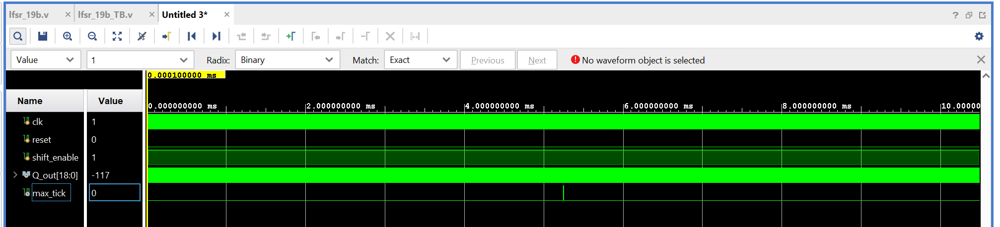 lfsr_19b.v × lfsr_19b_TB.v × Untitled 3* × ?
Value 1 Radix: Binary Match: Exact Previous Next No waveform object is selected
0.000100000 ms
Name Value
0.000000000 ms 2.000000000 ms 4.000000000 ms 6.000000000 ms 8.000000000 ms 10.00000
clk 1
reset 0
shift_enable 1
Q_out[18:0] -117
max_tick 0